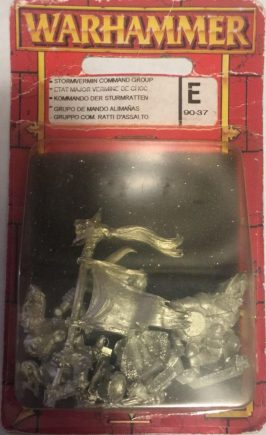 WARHAMMER
STORMVERMIN COMMAND GROUP
ETAT MAJOR VERMINE DE CHOC
KOMMANDO DER STURMRATTEN
GRUPO DE MANDO ALIMAÑAS
GRUPPO COM. RATTI D'ASSALTO
E
90-37